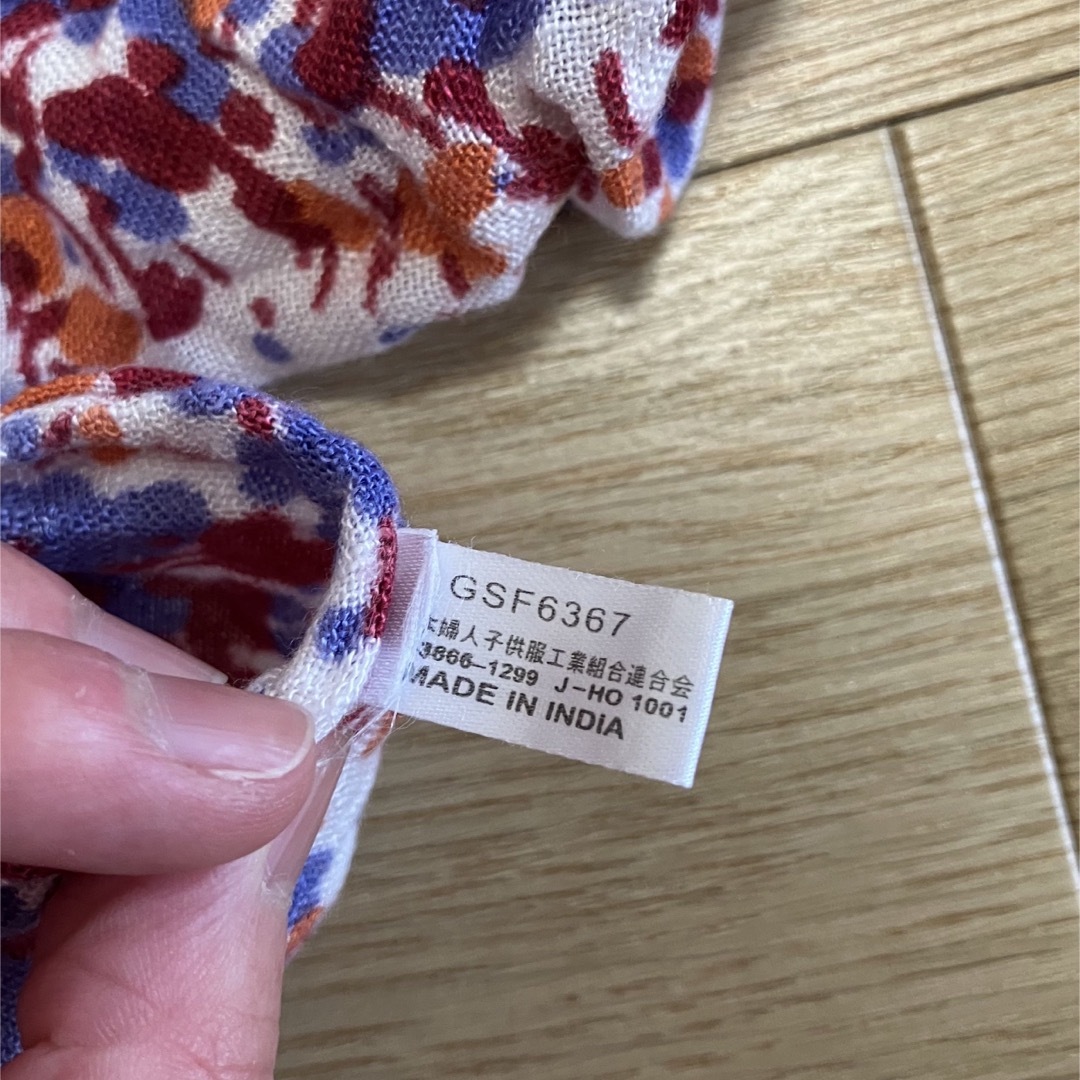 GSF6367
婦人子供服工業組合連合会
3866-1299 J-HO 1001
MADE IN INDIA